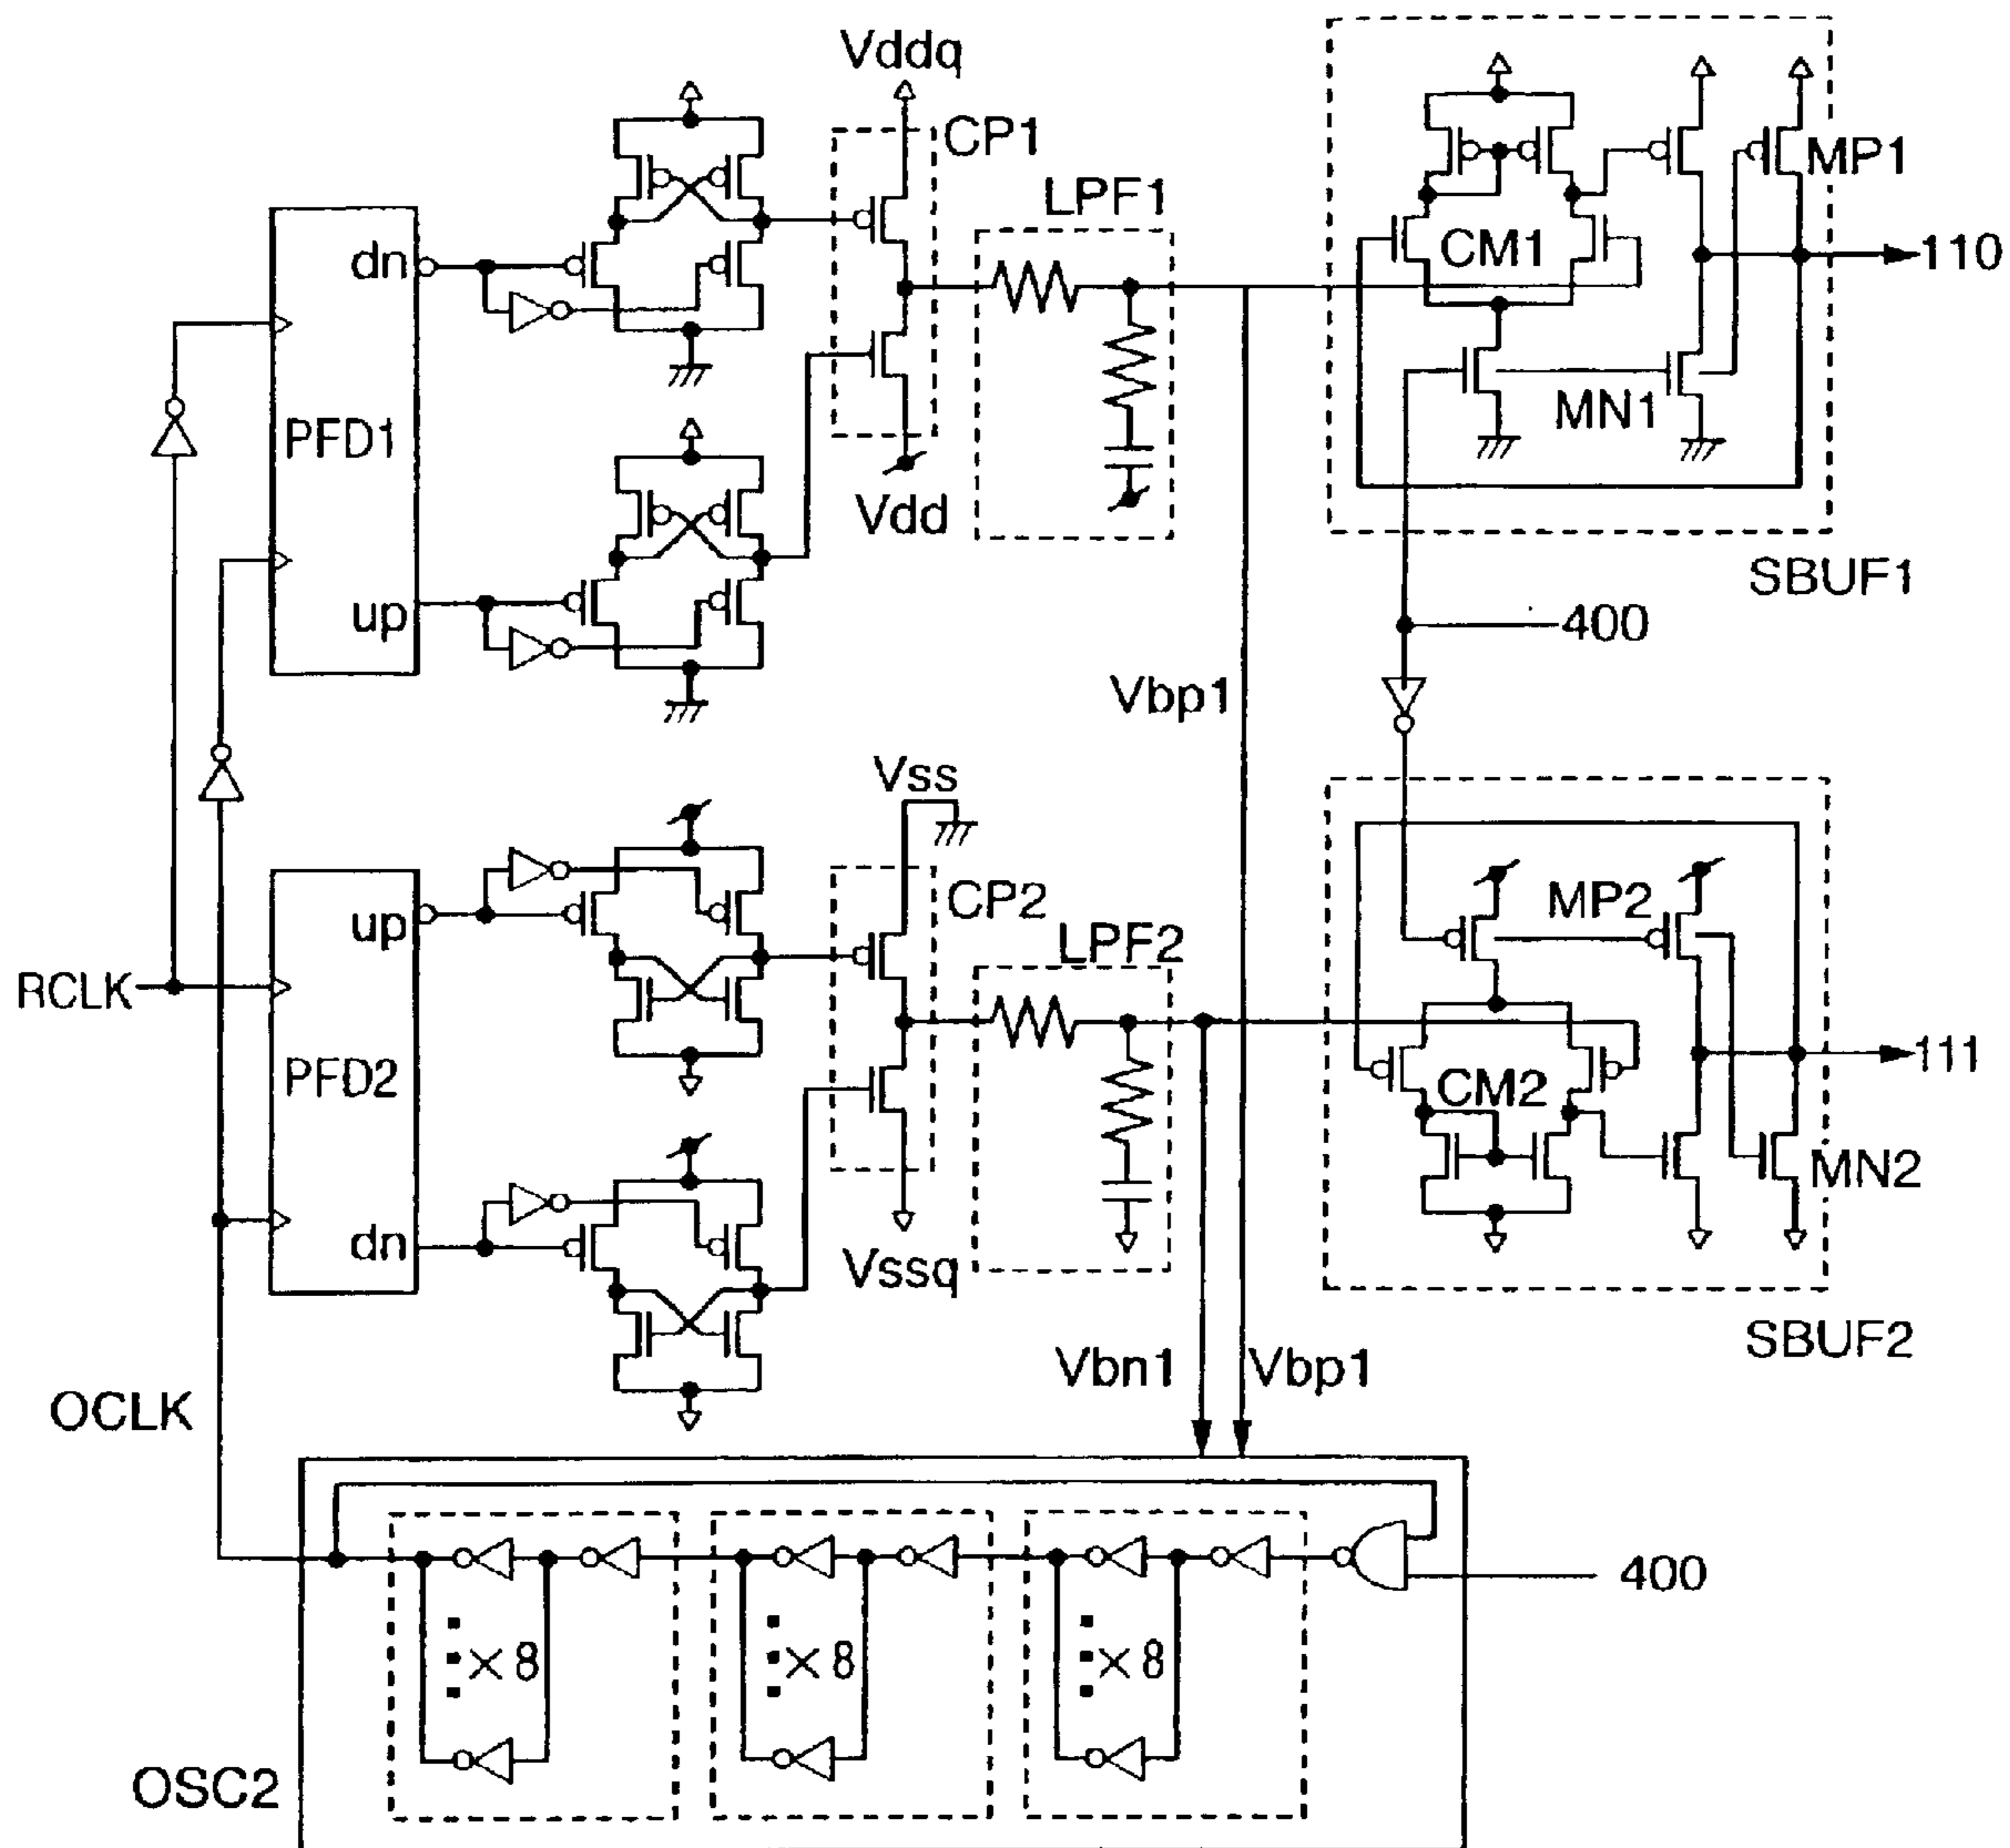 Vddq
CP1
MP1
LPF1
dn
CM1
110
PFD1
MN1
Vdd
SBUF1
up
400
Vbp1
Vss
up
CP2
MP2
LPF2
RCLK
111
PFD2
CM2
MN2
dn
Vssq
SBUF2
Vbn1
Vbp1
OCLK
400
×8
×8
×8
OSC2